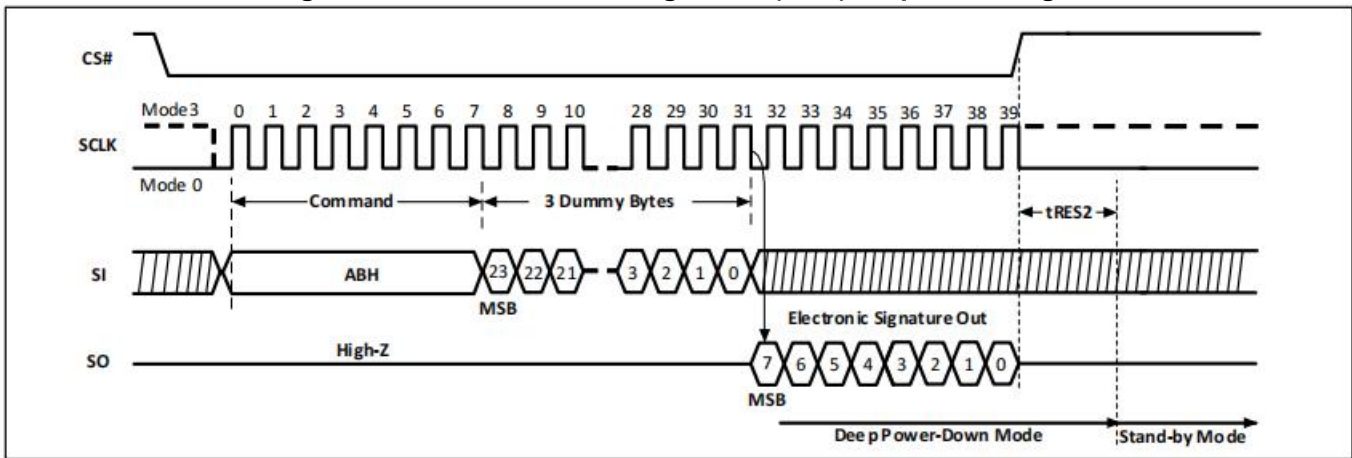 CS#
Mode3 0 1 2 3 4 5 6 7 8 9 10 28 29 30 31 32 33 34 35 36 37 38 39
SCLK
Mode 0
Command 3 Dummy Bytes
tRES2
SI ABH 23 22 21 3 2 1 0
MSB
Electronic Signature Out
High-Z
SO 7 6 5 4 3 2 1 0
MSB
Deep Power-Down Mode Stand-by Mode